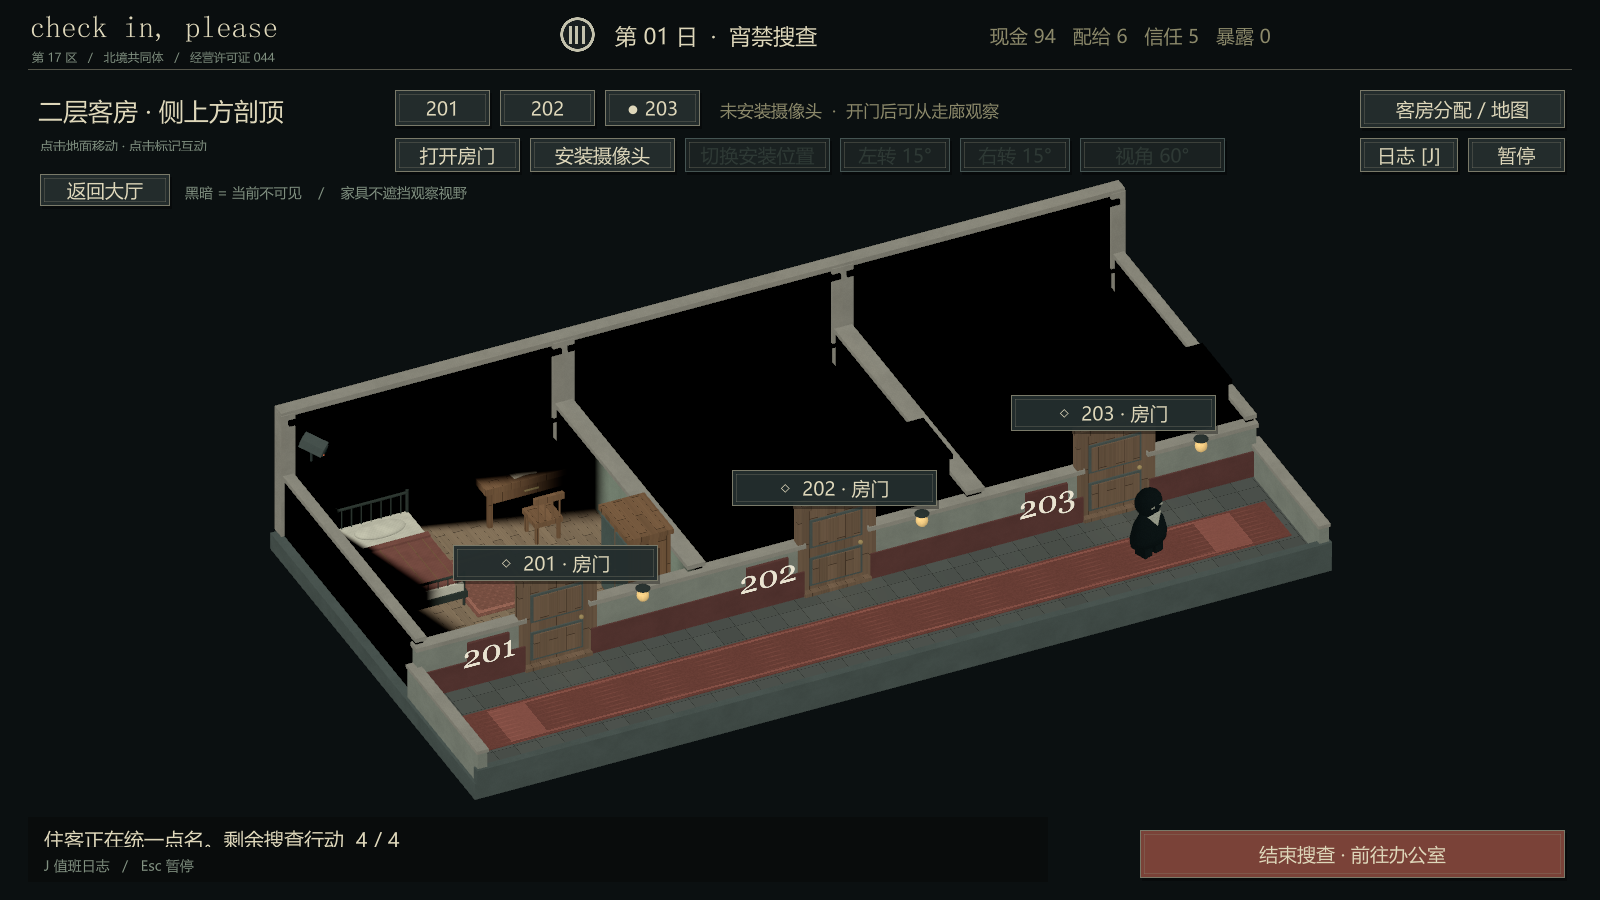 check in, please
第 17 区 / 北境共同体 / 经营许可证 044
第 01 日 · 宵禁搜查
现金 94 配给 6 信任 5 暴露 0
二层客房 · 侧上方剖顶
点击地面移动 · 点击标记互动
201
202
● 203
未安装摄像头 · 开门后可从走廊观察
客房分配 / 地图
打开房门
安装摄像头
切换安装位置
左转 15°
右转 15°
视角 60°
日志 [J]
暂停
返回大厅
黑暗 = 当前不可见 / 家具不遮挡观察视野
◇ 203 · 房门
◇ 202 · 房门
203
◇ 201 · 房门
202
201
住客正在统一点名。剩余搜查行动 4 / 4
J 值班日志 / Esc 暂停
结束搜查 · 前往办公室